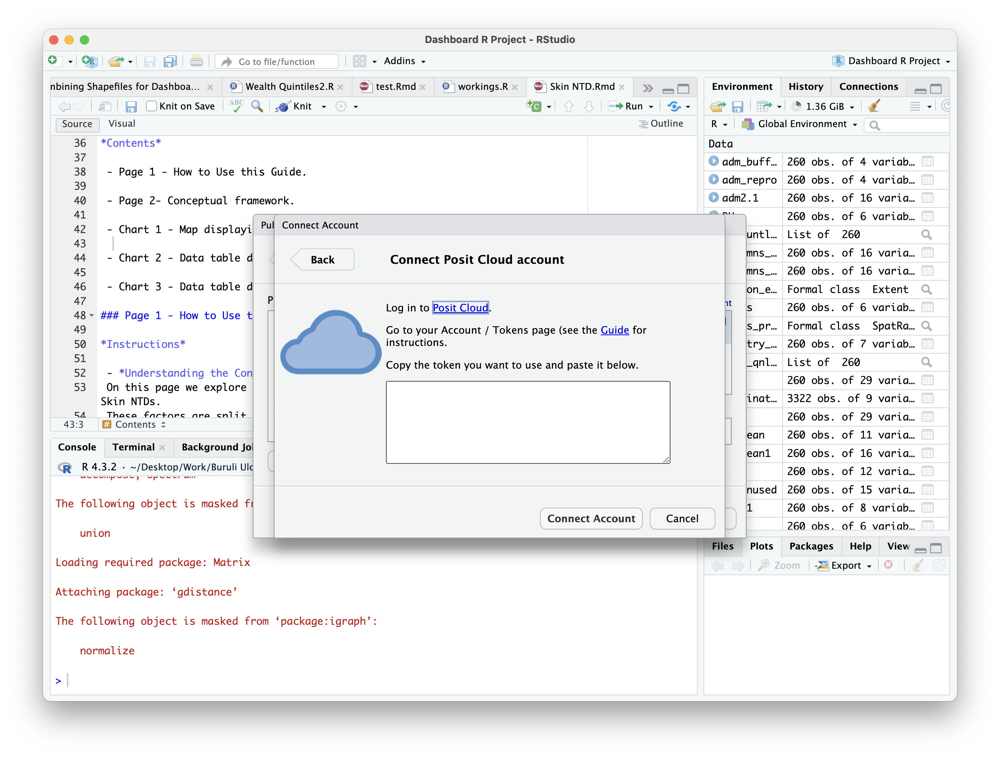 Dashboard R Project - RStudio
Go to file/function
Addins
Dashboard R Project
mbining Shapefiles for Dashboa...
Wealth Quintiles2.R
test.Rmd
workings.R
Skin NTD.Rmd
Knit on Save
ABC
Knit
Run
Source
Visual
Outline
36 *Contents*
37
38 - Page 1 - How to Use this Guide.
39
40 - Page 2- Conceptual framework.
41
42 - Chart 1 - Map displayi
43
44 - Chart 2 - Data table d
45
46 - Chart 3 - Data table d
47
48 ### Page 1 - How to Use t
49
50 *Instructions*
51
52 - *Understanding the Con
53 On this page we explore
Skin NTDs.
54 These factors are split
43:3
# Contents
Console
Terminal
Background Jo
R 4.3.2 · ~/Desktop/Work/Buruli Ulc
decompose, spectrum
The following object is masked fr
union
Loading required package: Matrix
Attaching package: ‘gdistance’
The following object is masked from ‘package:igraph’:
normalize
>
Pub
Connect Account
Back
Connect Posit Cloud account
Log in to Posit Cloud.
Go to your Account / Tokens page (see the Guide for
instructions.
Copy the token you want to use and paste it below.
Connect Account
Cancel
Environment
History
Connections
1.36 GiB
R
Global Environment
Data
adm_buff... 260 obs. of 4 variab...
adm_repro 260 obs. of 4 variab...
adm2.1 260 obs. of 16 varia...
260 obs. of 6 variab...
untl... List of 260
mns_... 260 obs. of 16 varia...
mns_... 260 obs. of 16 varia...
on_e... Formal class Extent
nt
s 260 obs. of 6 variab...
s_pr... Formal class SpatRa...
try_... 260 obs. of 7 variab...
_qnl... List of 260
260 obs. of 29 varia...
inat... 3322 obs. of 9 varia...
260 obs. of 29 varia...
ean 260 obs. of 11 varia...
ean1 260 obs. of 16 varia...
260 obs. of 12 varia...
nused 260 obs. of 15 varia...
1 260 obs. of 8 variab...
260 obs. of 6 variab...
Files
Plots
Packages
Help
View
Zoom
Export